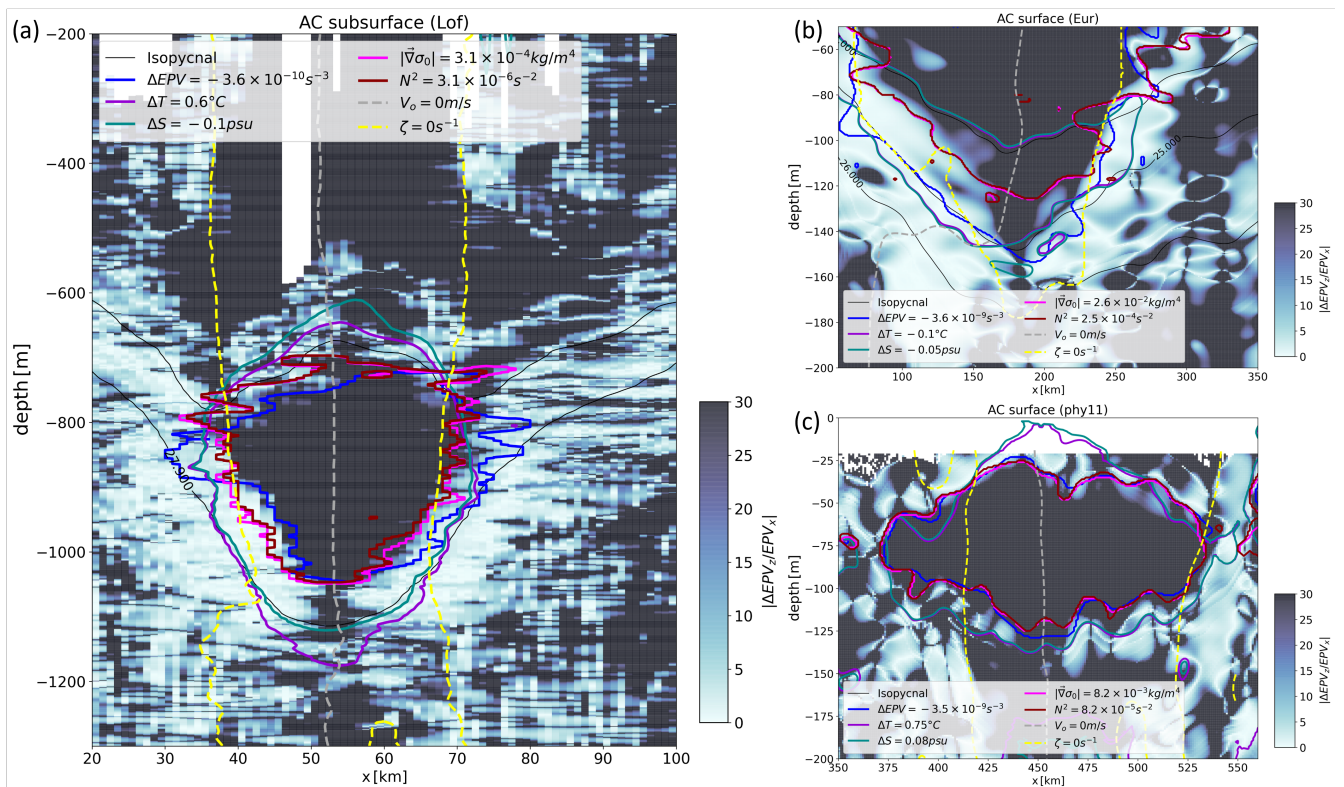 (a)
AC subsurface (Lof)
Isopycnal
ΔEPV = − 3.6 × 10⁻¹⁰s⁻³
ΔT = 0.6°C
ΔS = − 0.1psu
|∇⃗σ₀| = 3.1 × 10⁻⁴kg/m⁴
N² = 3.1 × 10⁻⁶s⁻²
Vₒ = 0m/s
ζ = 0s⁻¹
−200
−400
−600
−800
−1000
−1200
depth [m]
27.900
20 30 40 50 60 70 80 90 100
x [km]
30
25
20
15
10
5
0
|ΔEPV_z/EPV_x|
(b)
AC surface (Eur)
−60
−80
−100
−120
−140
−160
−180
−200
depth [m]
26.000
25.000
Isopycnal
ΔEPV = − 3.6 × 10⁻⁹s⁻³
ΔT = − 0.1°C
ΔS = − 0.05psu
|∇⃗σ₀| = 2.6 × 10⁻²kg/m⁴
N² = 2.5 × 10⁻⁴s⁻²
Vₒ = 0m/s
ζ = 0s⁻¹
100 150 200 250 300 350
x [km]
30
25
20
15
10
5
0
|ΔEPV_z/EPV_x|
(c)
AC surface (phy11)
0
−25
−50
−75
−100
−125
−150
−175
−200
depth [m]
Isopycnal
ΔEPV = − 3.5 × 10⁻⁹s⁻³
ΔT = 0.75°C
ΔS = 0.08psu
|∇⃗σ₀| = 8.2 × 10⁻³kg/m⁴
N² = 8.2 × 10⁻⁵s⁻²
Vₒ = 0m/s
ζ = 0s⁻¹
350 375 400 425 450 475 500 525 550
x [km]
30
25
20
15
10
5
0
|ΔEPV_z/EPV_x|